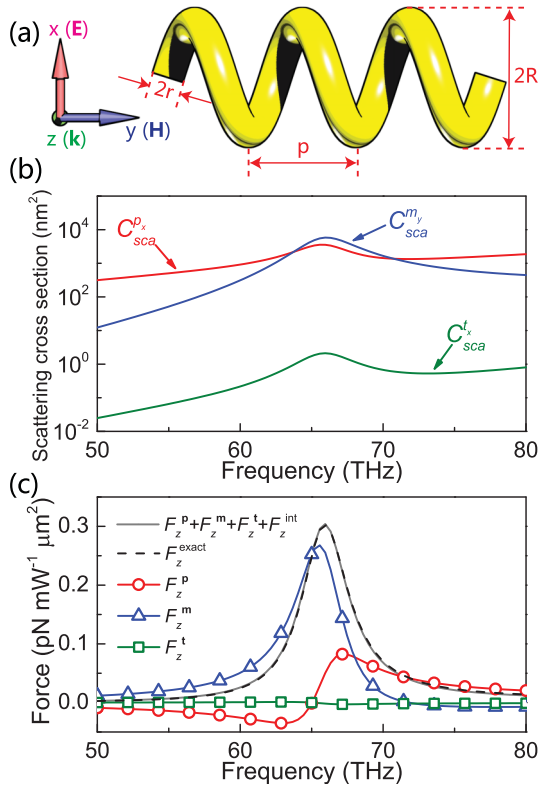 (a)
x (E)
2r
2R
z (k)
y (H)
p
(b)
Scattering cross section (nm²)
10⁴
10²
10⁰
10⁻²
C_sca^{p_x}
C_sca^{m_y}
C_sca^{t_x}
50 60 70 80
Frequency (THz)
(c)
Force (pN mW⁻¹ μm²)
0.3
0.2
0.1
0.0
F_z^p+F_z^m+F_z^t+F_z^int
F_z^exact
F_z^p
F_z^m
F_z^t
50 60 70 80
Frequency (THz)